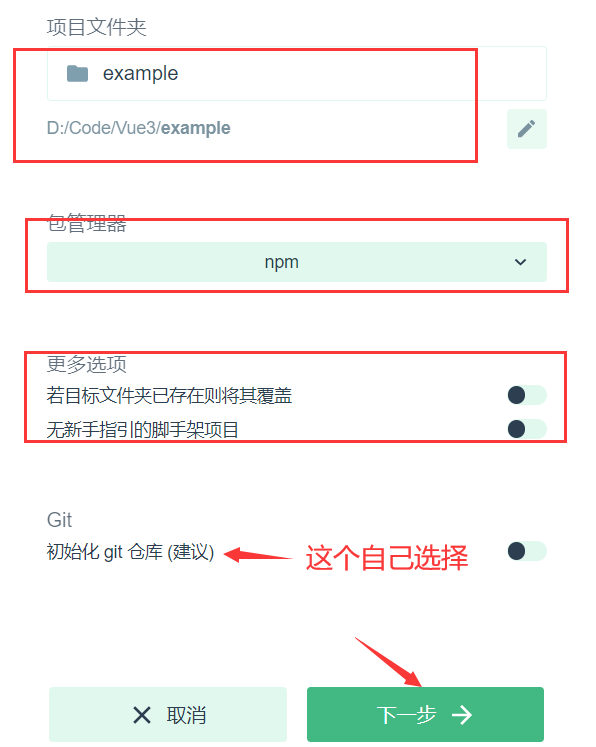 项目文件夹
example
D:/Code/Vue3/example
包管理器
npm
更多选项
若目标文件夹已存在则将其覆盖
无新手指引的脚手架项目
Git
初始化 git 仓库 (建议)
这个自己选择
取消
下一步